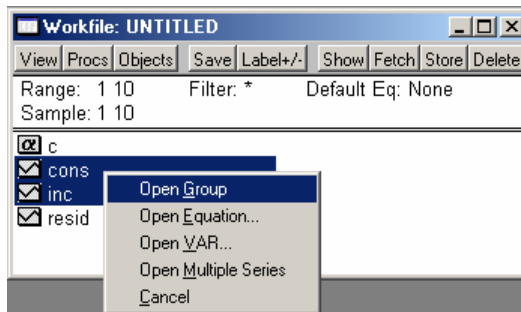 Workfile: UNTITLED
View Procs Objects Save Label+/- Show Fetch Store Delete
Range: 1 10 Filter: * Default Eq: None
Sample: 1 10
α c
cons
inc
resid
Open Group
Open Equation...
Open VAR...
Open Multiple Series
Cancel